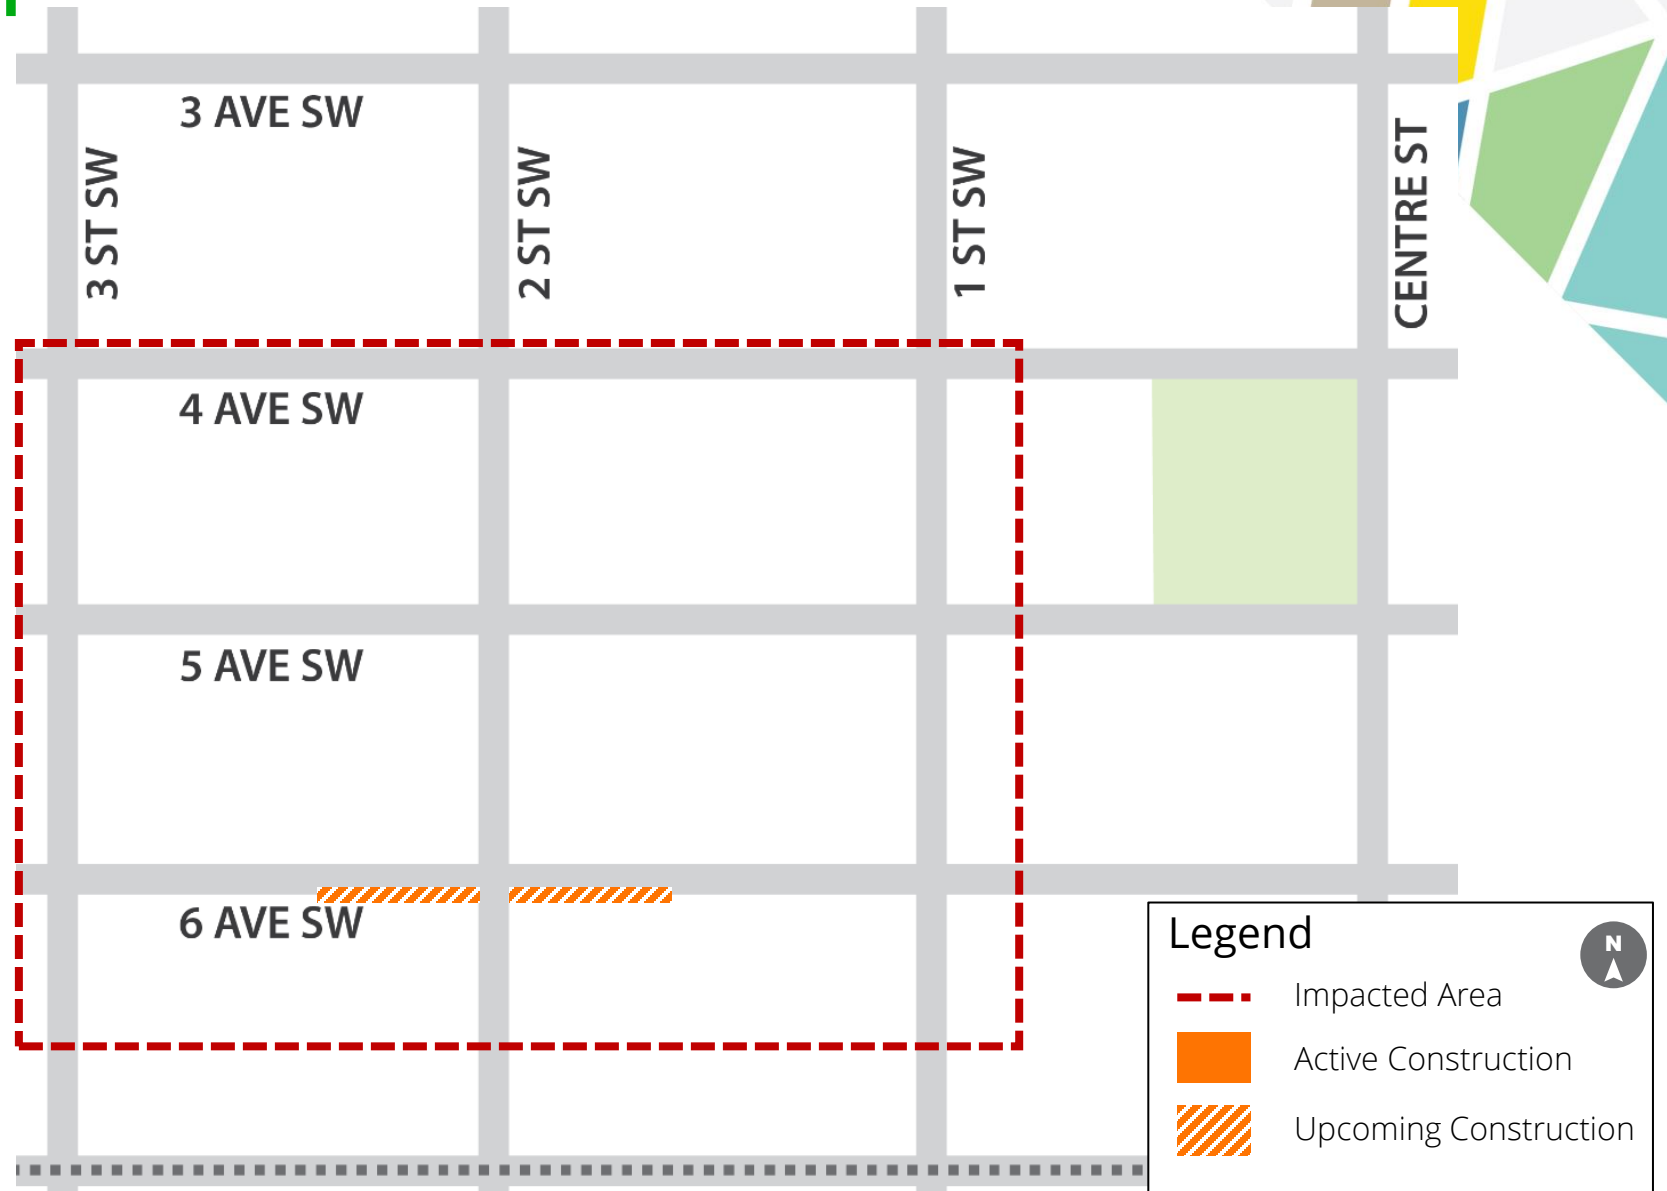 3 AVE SW
3 ST SW
2 ST SW
1 ST SW
CENTRE ST
4 AVE SW
5 AVE SW
6 AVE SW
Legend
N
Impacted Area
Active Construction
Upcoming Construction